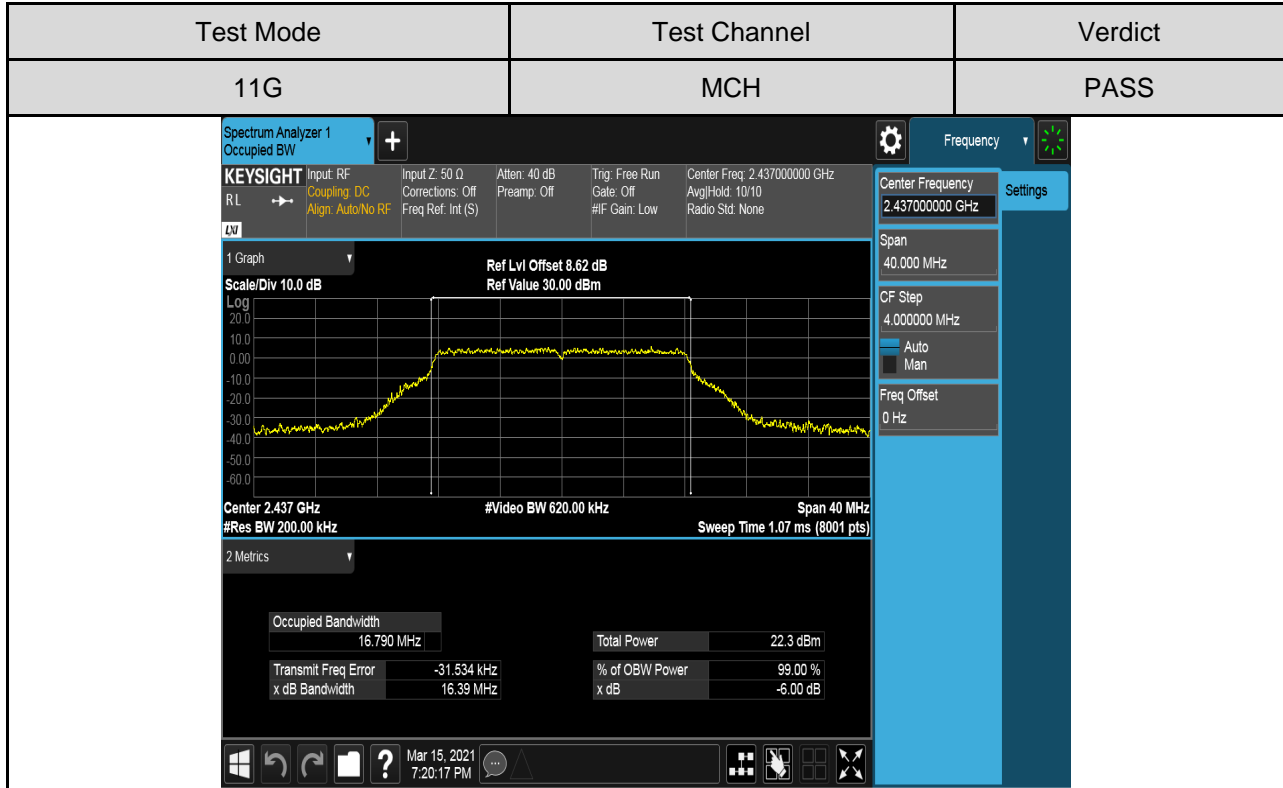 Test Mode Test Channel Verdict
11G MCH PASS
Spectrum Analyzer 1
Occupied BW
+
Frequency
KEYSIGHT
RL
LXI
Input: RF
Coupling: DC
Align: Auto/No RF
Input Z: 50 Ω
Corrections: Off
Freq Ref: Int (S)
Atten: 40 dB
Preamp: Off
Trig: Free Run
Gate: Off
#IF Gain: Low
Center Freq: 2.437000000 GHz
Avg|Hold: 10/10
Radio Std: None
Center Frequency
2.437000000 GHz
Settings
Span
40.000 MHz
CF Step
4.000000 MHz
Auto
Man
Freq Offset
0 Hz
1 Graph
Scale/Div 10.0 dB
Ref Lvl Offset 8.62 dB
Ref Value 30.00 dBm
Log
20.0
10.0
0.00
-10.0
-20.0
-30.0
-40.0
-50.0
-60.0
Center 2.437 GHz
#Res BW 200.00 kHz
#Video BW 620.00 kHz
Span 40 MHz
Sweep Time 1.07 ms (8001 pts)
2 Metrics
Occupied Bandwidth
16.790 MHz
Total Power 22.3 dBm
Transmit Freq Error -31.534 kHz
% of OBW Power 99.00 %
x dB Bandwidth 16.39 MHz
x dB -6.00 dB
?
Mar 15, 2021
7:20:17 PM